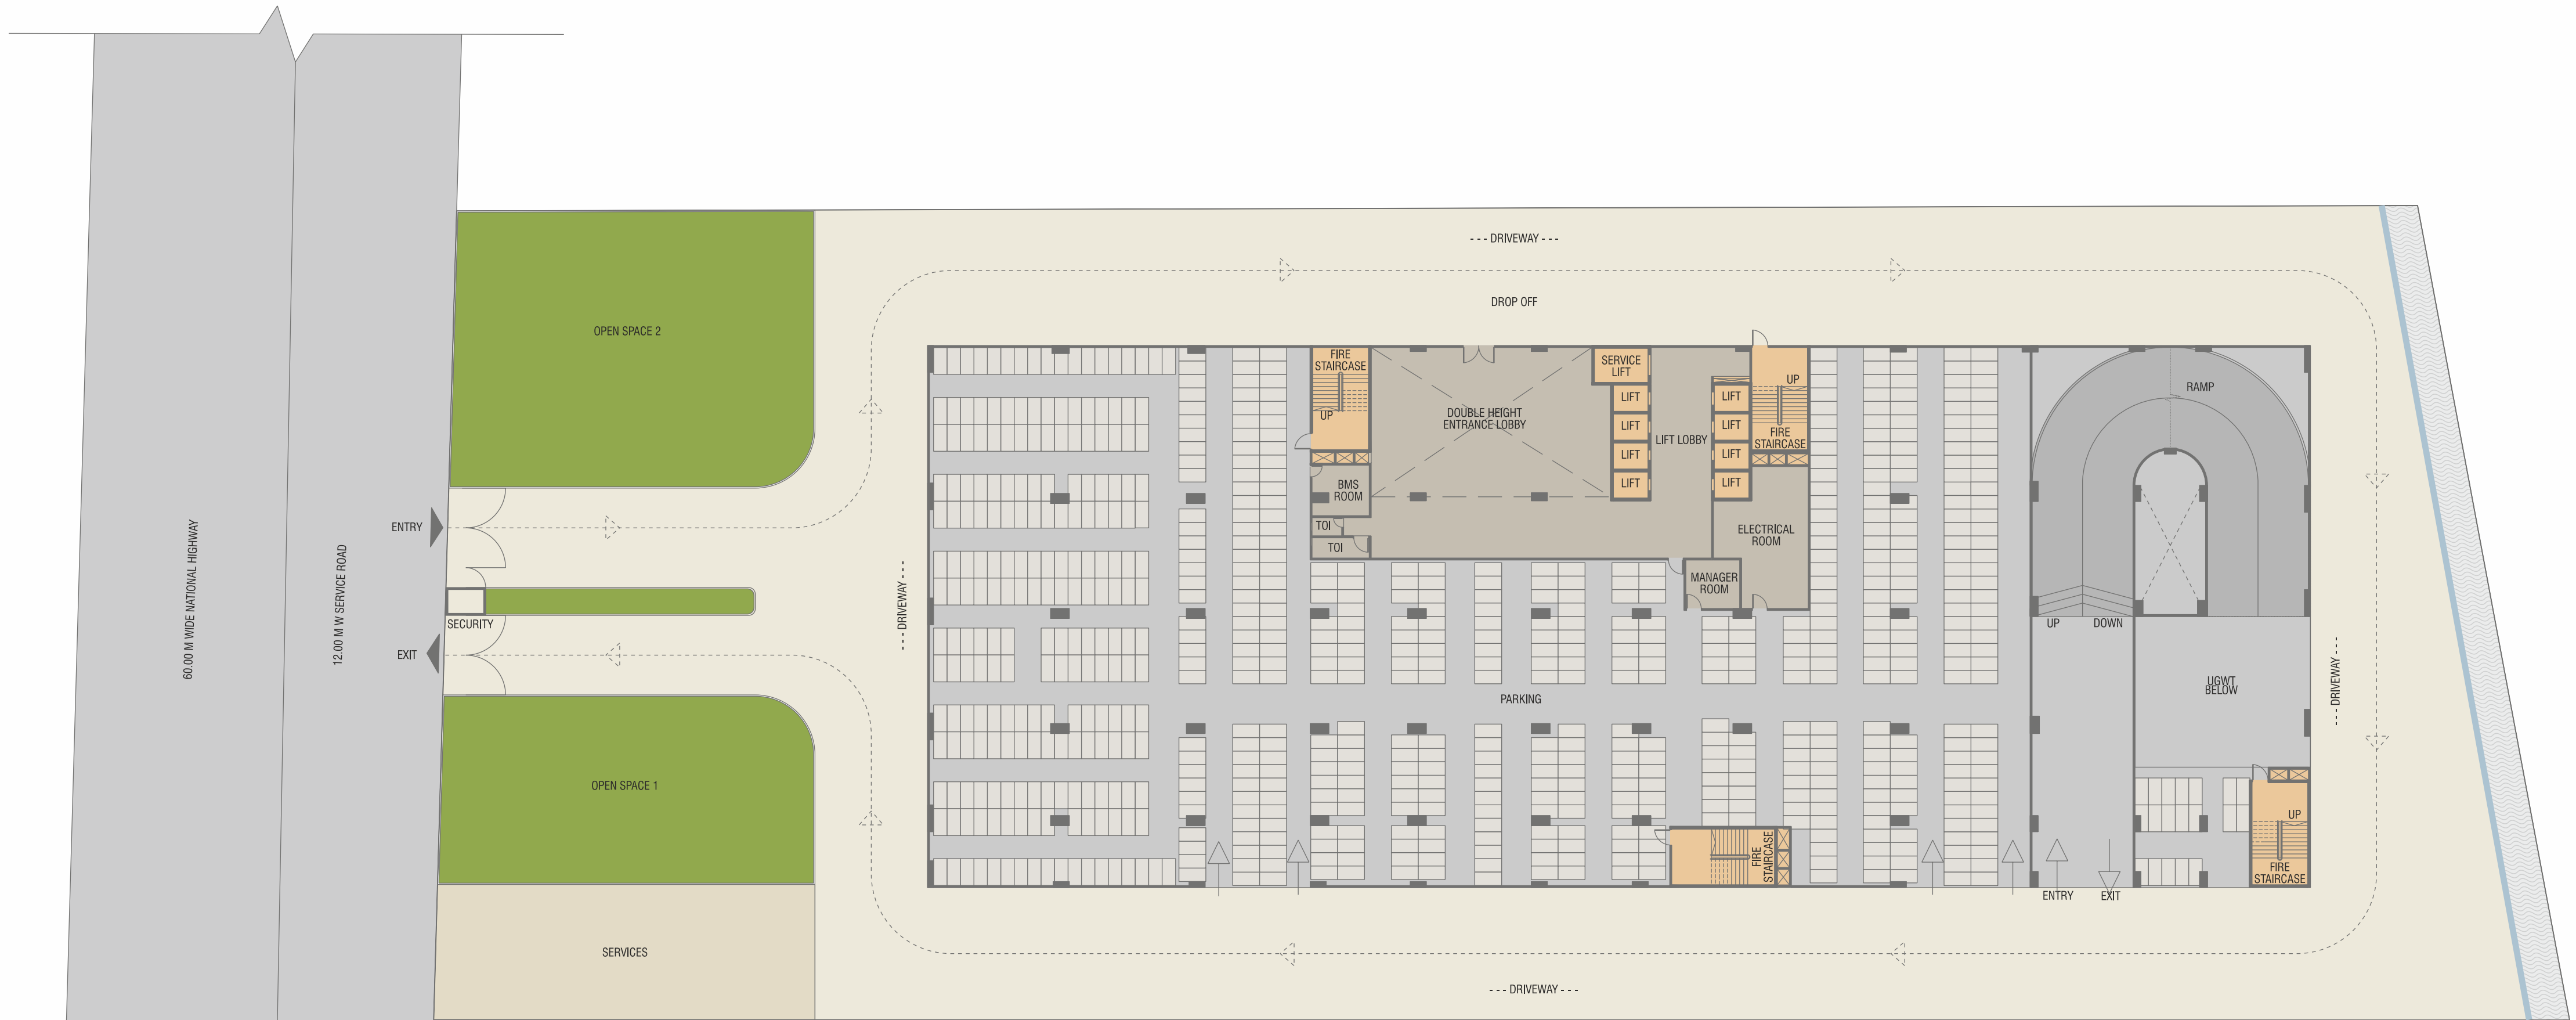 --- DRIVEWAY ---
DROP OFF
OPEN SPACE 2
FIRE
STAIRCASE
UP
DOUBLE HEIGHT
ENTRANCE LOBBY
SERVICE
LIFT
LIFT
LIFT
LIFT
LIFT
LIFT LOBBY
LIFT
LIFT
LIFT
LIFT
UP
FIRE
STAIRCASE
RAMP
BMS
ROOM
TOI
TOI
ELECTRICAL
ROOM
MANAGER
ROOM
ENTRY
SECURITY
EXIT
60.00 M WIDE NATIONAL HIGHWAY
12.00 M W SERVICE ROAD
--- DRIVEWAY ---
UP
DOWN
PARKING
UGWT
BELOW
--- DRIVEWAY ---
OPEN SPACE 1
FIRE
STAIRCASE
UP
FIRE
STAIRCASE
ENTRY
EXIT
SERVICES
--- DRIVEWAY ---